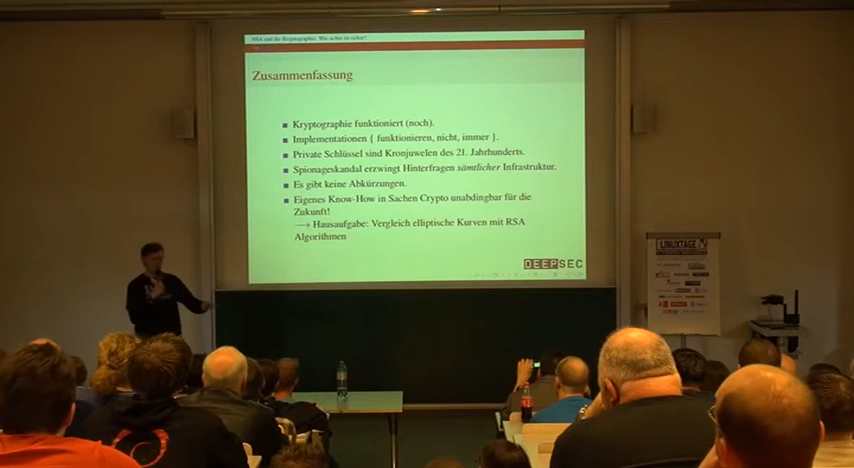 NSA und die Kryptographie. Wie sicher ist sicher?
Zusammenfassung
Kryptographie funktioniert (noch).
Implementationen { funktionieren, nicht, immer }.
Private Schlüssel sind Kronjuwelen des 21. Jahrhunderts.
Spionageskandal erzwingt Hinterfragen sämtlicher Infrastruktur.
Es gibt keine Abkürzungen.
Eigenes Know-How in Sachen Crypto unabdingbar für die
Zukunft!
→ Hausaufgabe: Vergleich elliptische Kurven mit RSA
Algorithmen
DEEPSEC
LINUXTAGE